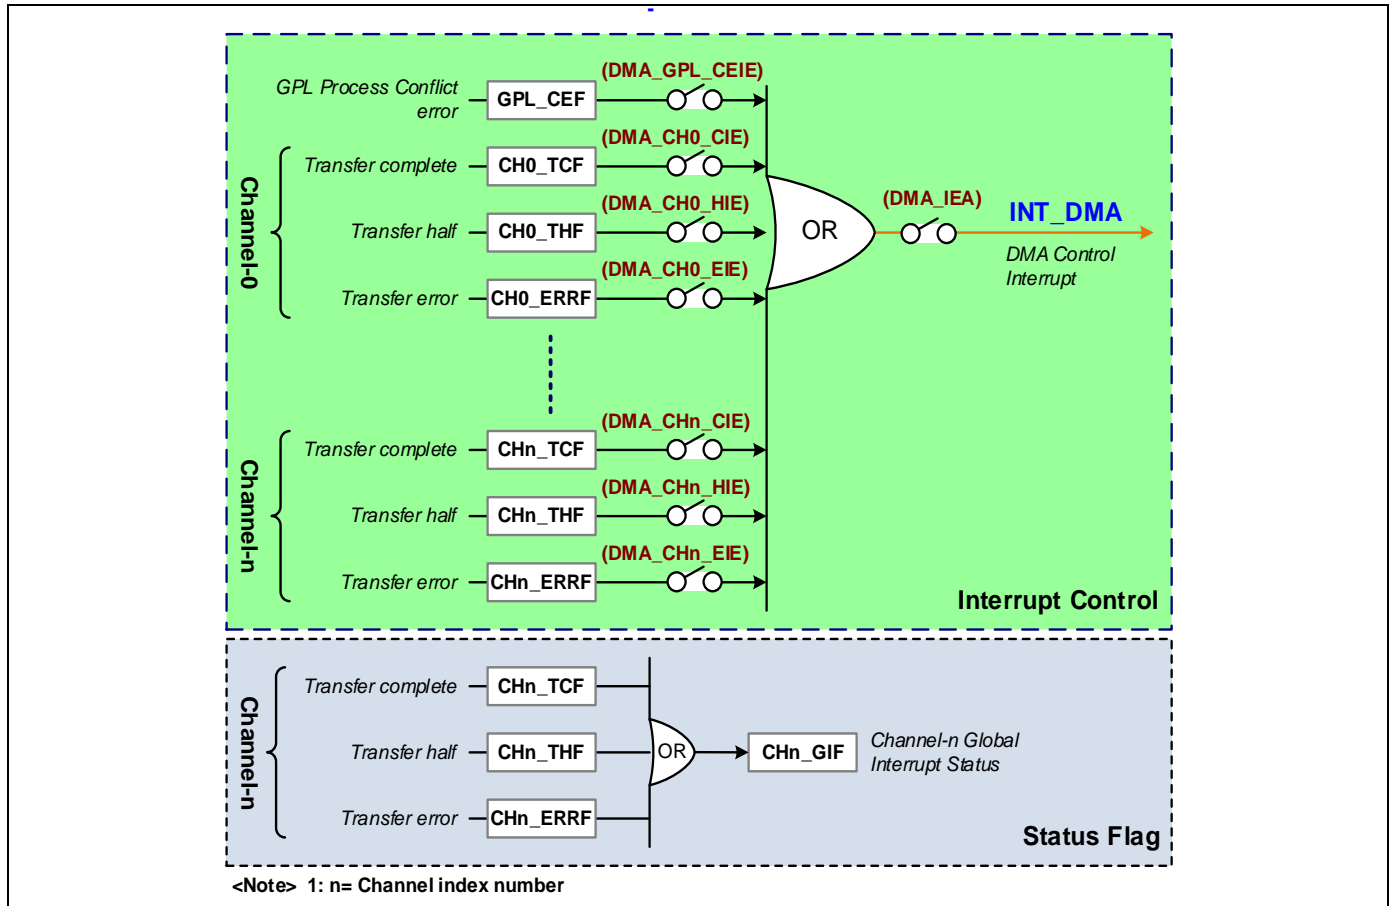 (DMA_GPL_CEIE)
GPL Process Conflict
error
GPL_CEF
(DMA_CH0_CIE)
Transfer complete
CH0_TCF
(DMA_CH0_HIE)
Channel-0
Transfer half
CH0_THF
OR
(DMA_IEA)
INT_DMA
DMA Control
Interrupt
(DMA_CH0_EIE)
Transfer error
CH0_ERRF
(DMA_CHn_CIE)
Transfer complete
CHn_TCF
(DMA_CHn_HIE)
Channel-n
Transfer half
CHn_THF
(DMA_CHn_EIE)
Transfer error
CHn_ERRF
Interrupt Control
Transfer complete
CHn_TCF
Channel-n
Transfer half
CHn_THF
OR
CHn_GIF
Channel-n Global
Interrupt Status
Transfer error
CHn_ERRF
Status Flag
<Note> 1: n= Channel index number